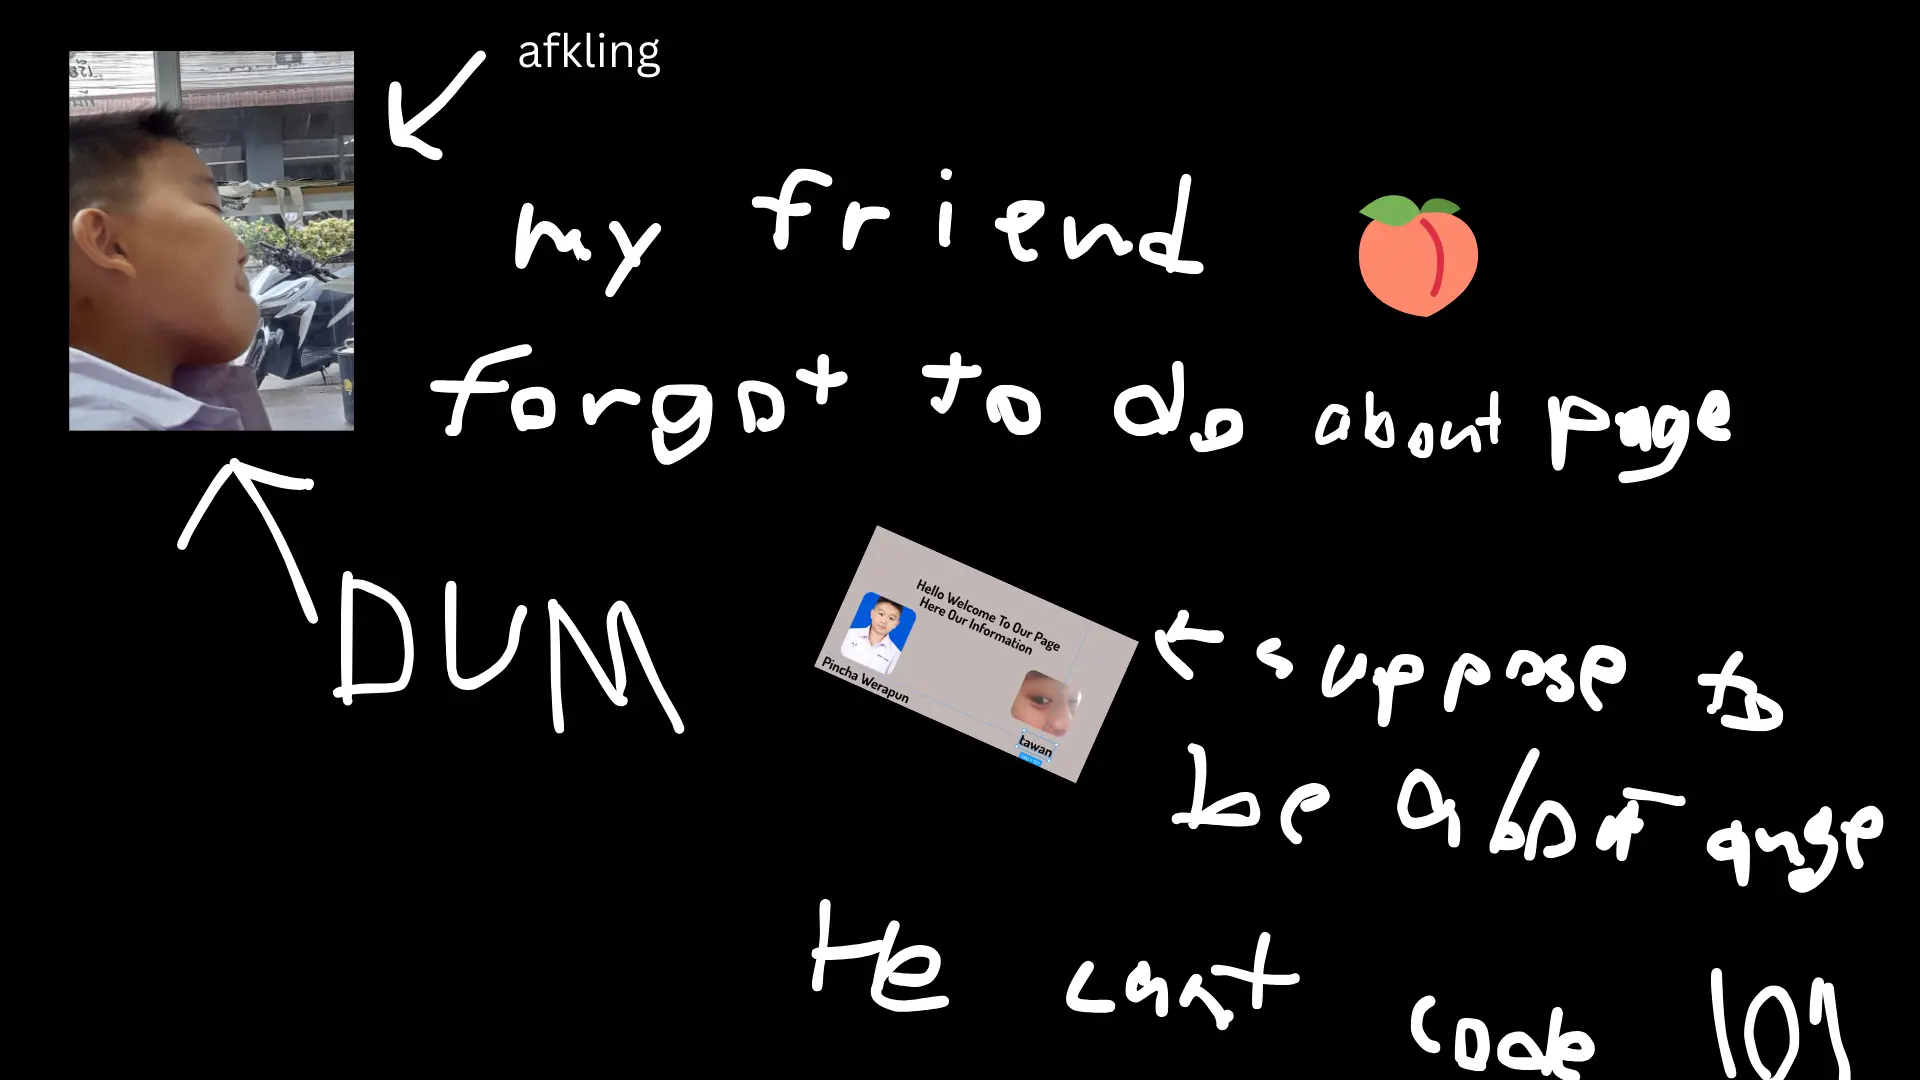 afkling
my friend
forgot to do about page
DUM
Hello Welcome To Our Page
Here Our Information
Pincha Werapun
tawan
suppose to
be about
He cant code lol